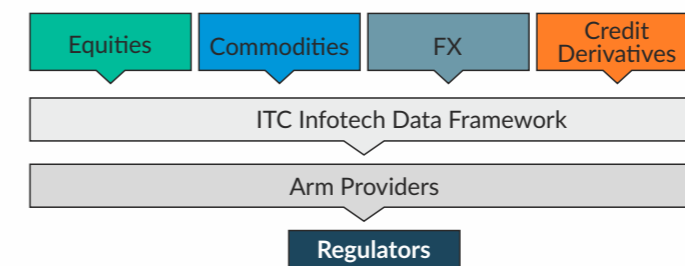 Equities
Commodities
FX
Credit
Derivatives
ITC Infotech Data Framework
Arm Providers
Regulators